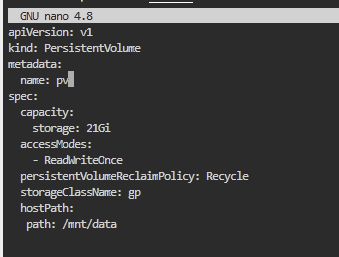 GNU nano 4.8
apiVersion: v1
kind: PersistentVolume
metadata:
  name: pv
spec:
  capacity:
    storage: 21Gi
  accessModes:
    - ReadWriteOnce
  persistentVolumeReclaimPolicy: Recycle
  storageClassName: gp
  hostPath:
   path: /mnt/data